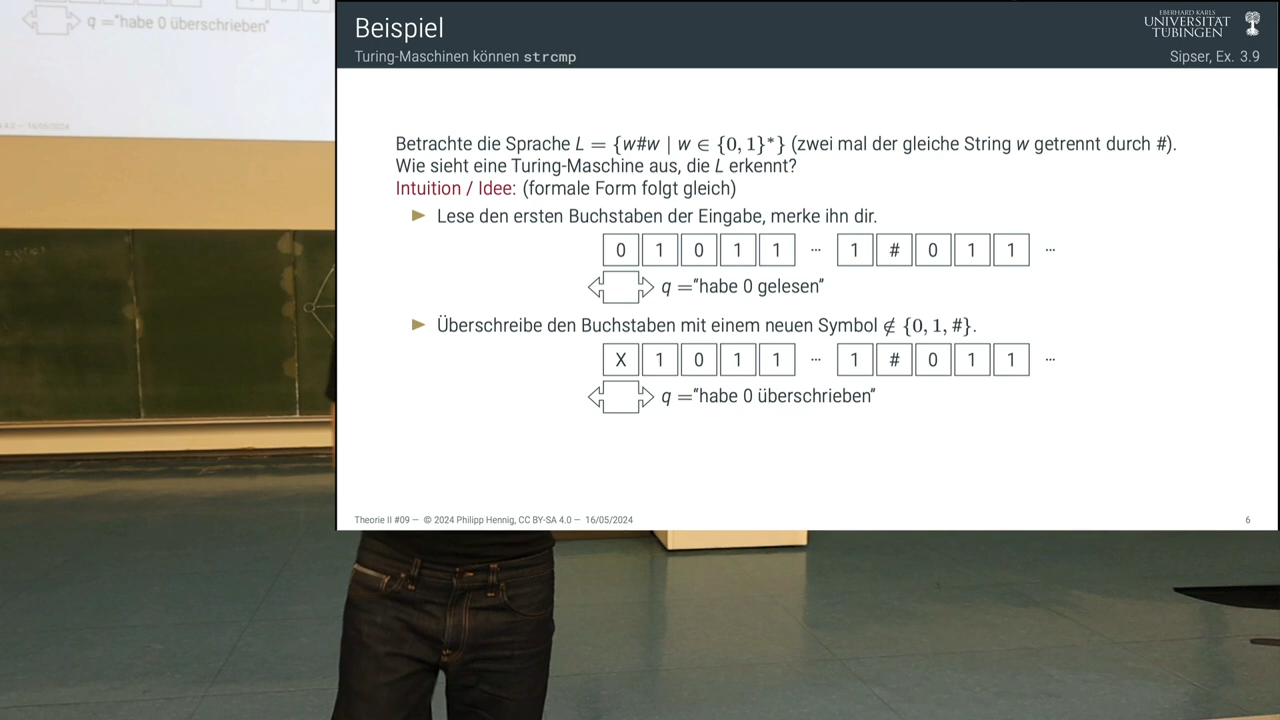 q ="habe 0 überschrieben"
4.0 — 16/05/2024
Beispiel
EBERHARD KARLS
UNIVERSITÄT
TÜBINGEN
Turing-Maschinen können strcmp
Sipser, Ex. 3.9
Betrachte die Sprache L = {w#w | w ∈ {0, 1}*} (zwei mal der gleiche String w getrennt durch #).
Wie sieht eine Turing-Maschine aus, die L erkennt?
Intuition / Idee: (formale Form folgt gleich)
▶ Lese den ersten Buchstaben der Eingabe, merke ihn dir.
0 1 0 1 1 ··· 1 # 0 1 1 ···
q ="habe 0 gelesen"
▶ Überschreibe den Buchstaben mit einem neuen Symbol ∉ {0, 1, #}.
X 1 0 1 1 ··· 1 # 0 1 1 ···
q ="habe 0 überschrieben"
Theorie II #09 — © 2024 Philipp Hennig, CC BY-SA 4.0 — 16/05/2024
6